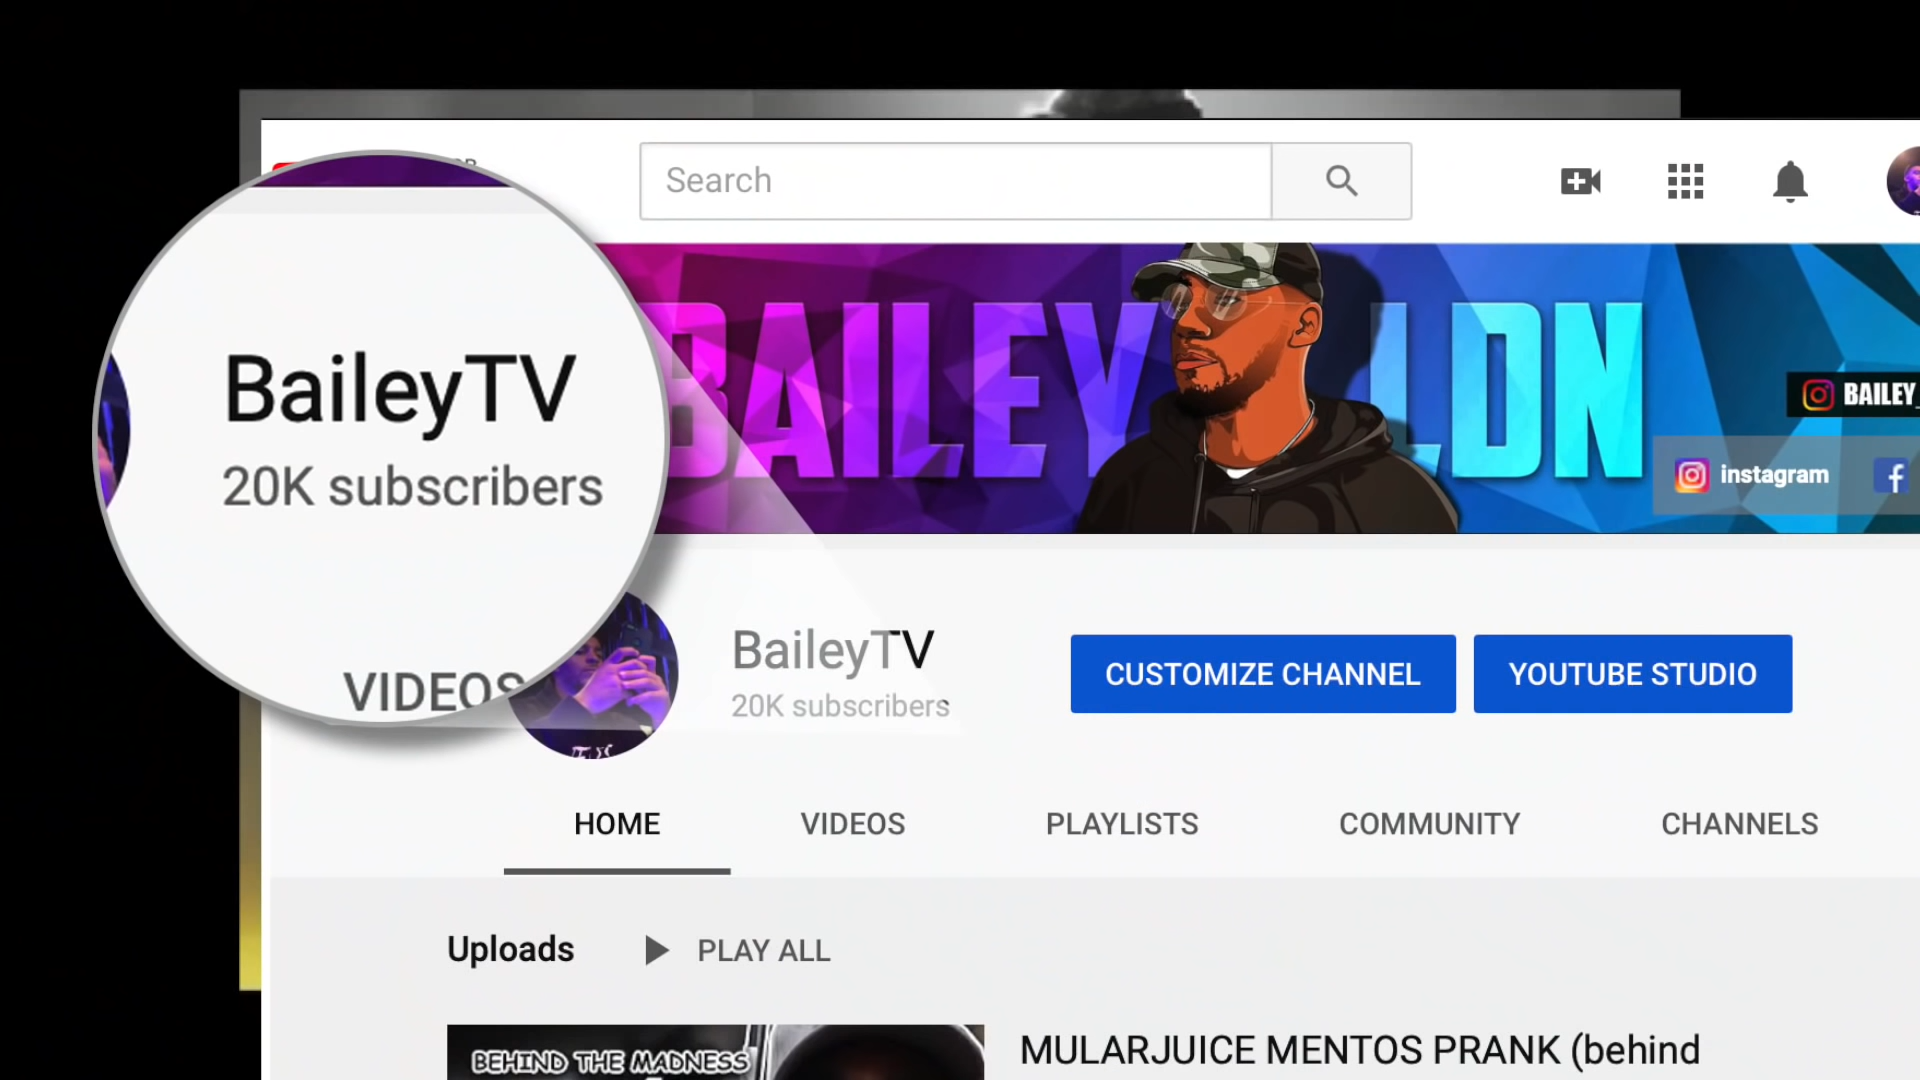 Search
BAILEY LDN
BAILEY_
instagram
BaileyTV
20K subscribers
VIDEOS
BaileyTV
20K subscribers
CUSTOMIZE CHANNEL
YOUTUBE STUDIO
HOME
VIDEOS
PLAYLISTS
COMMUNITY
CHANNELS
Uploads
PLAY ALL
BEHIND THE MADNESS
MULARJUICE MENTOS PRANK (behind